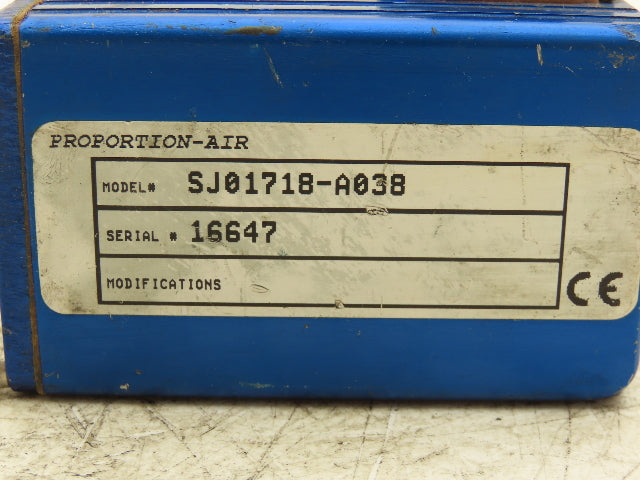 PROPORTION-AIR
MODEL# SJ01718-A038
SERIAL # 16647
MODIFICATIONS
CE